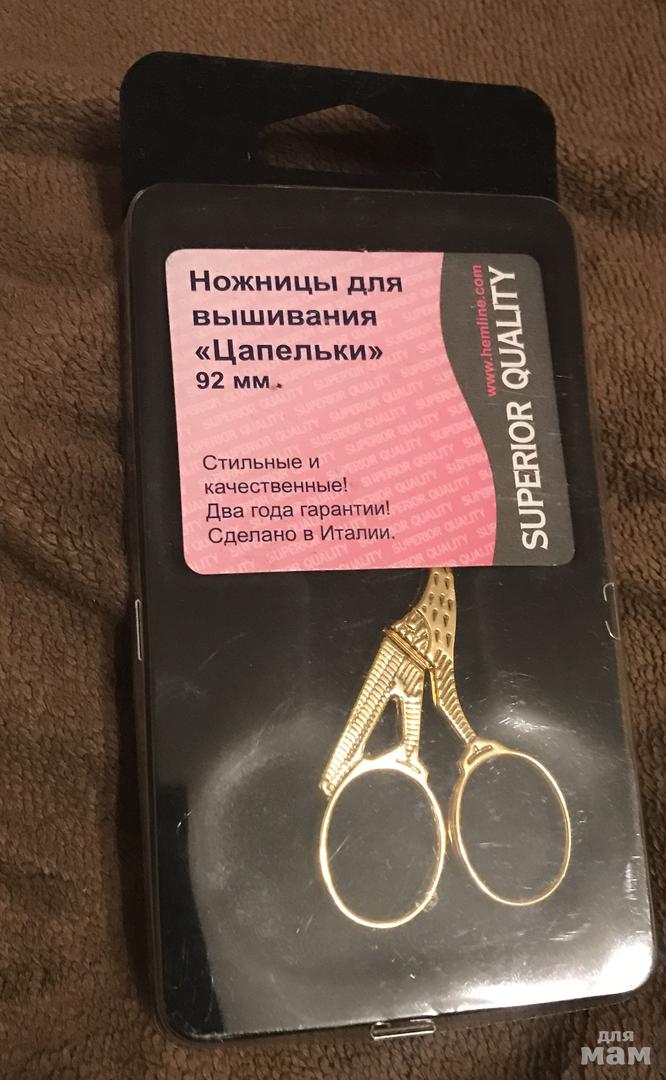 Ножницы для
вышивания
«Цапельки»
92 мм.
Стильные и
качественные!
Два года гарантии!
Сделано в Италии.
www.hemline.com
SUPERIOR QUALITY
для
мам